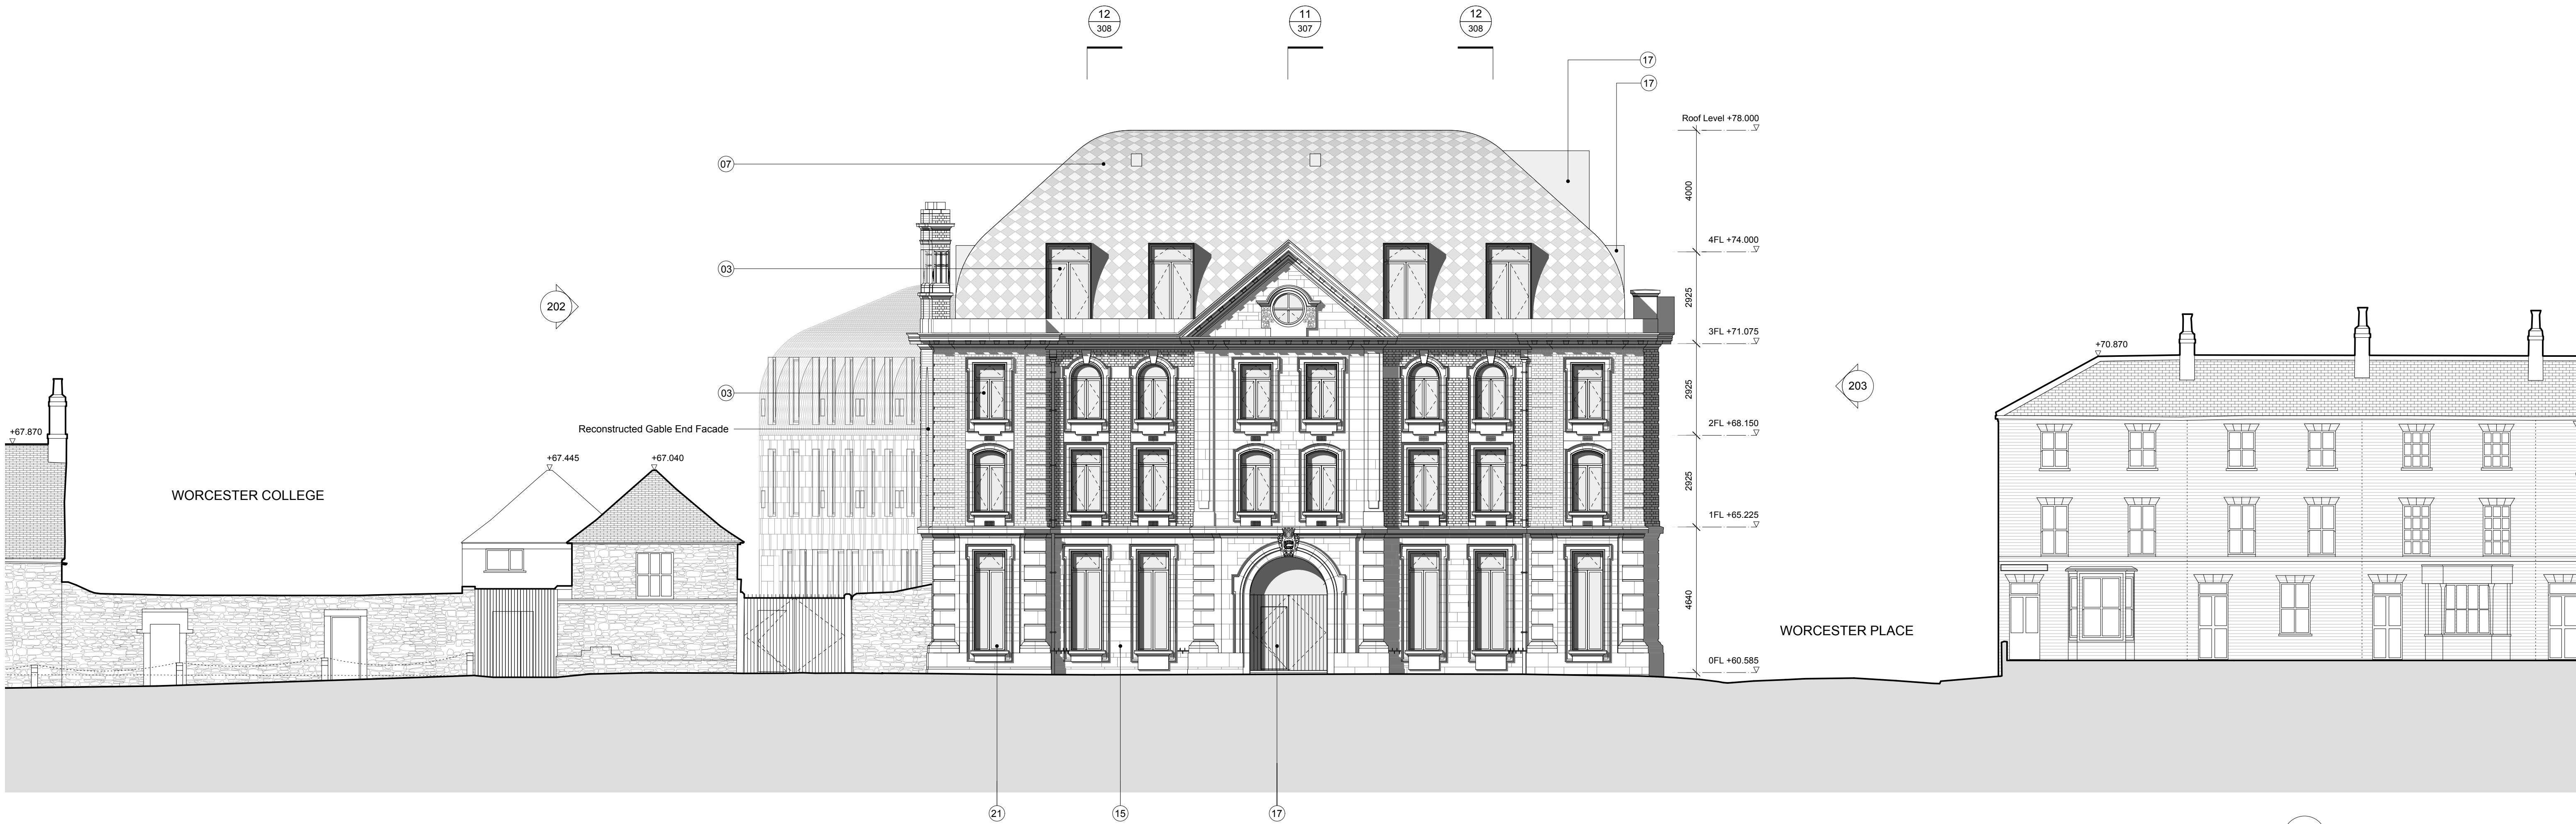 12
308
11
307
12
308
17
17
Roof Level +78.000
07
4000
4FL +74.000
03
2925
202
3FL +71.075
+70.870
203
2925
03
Reconstructed Gable End Facade
2FL +68.150
+67.870
+67.445
+67.040
WORCESTER COLLEGE
2925
1FL +65.225
4640
WORCESTER PLACE
0FL +60.585
21
15
17